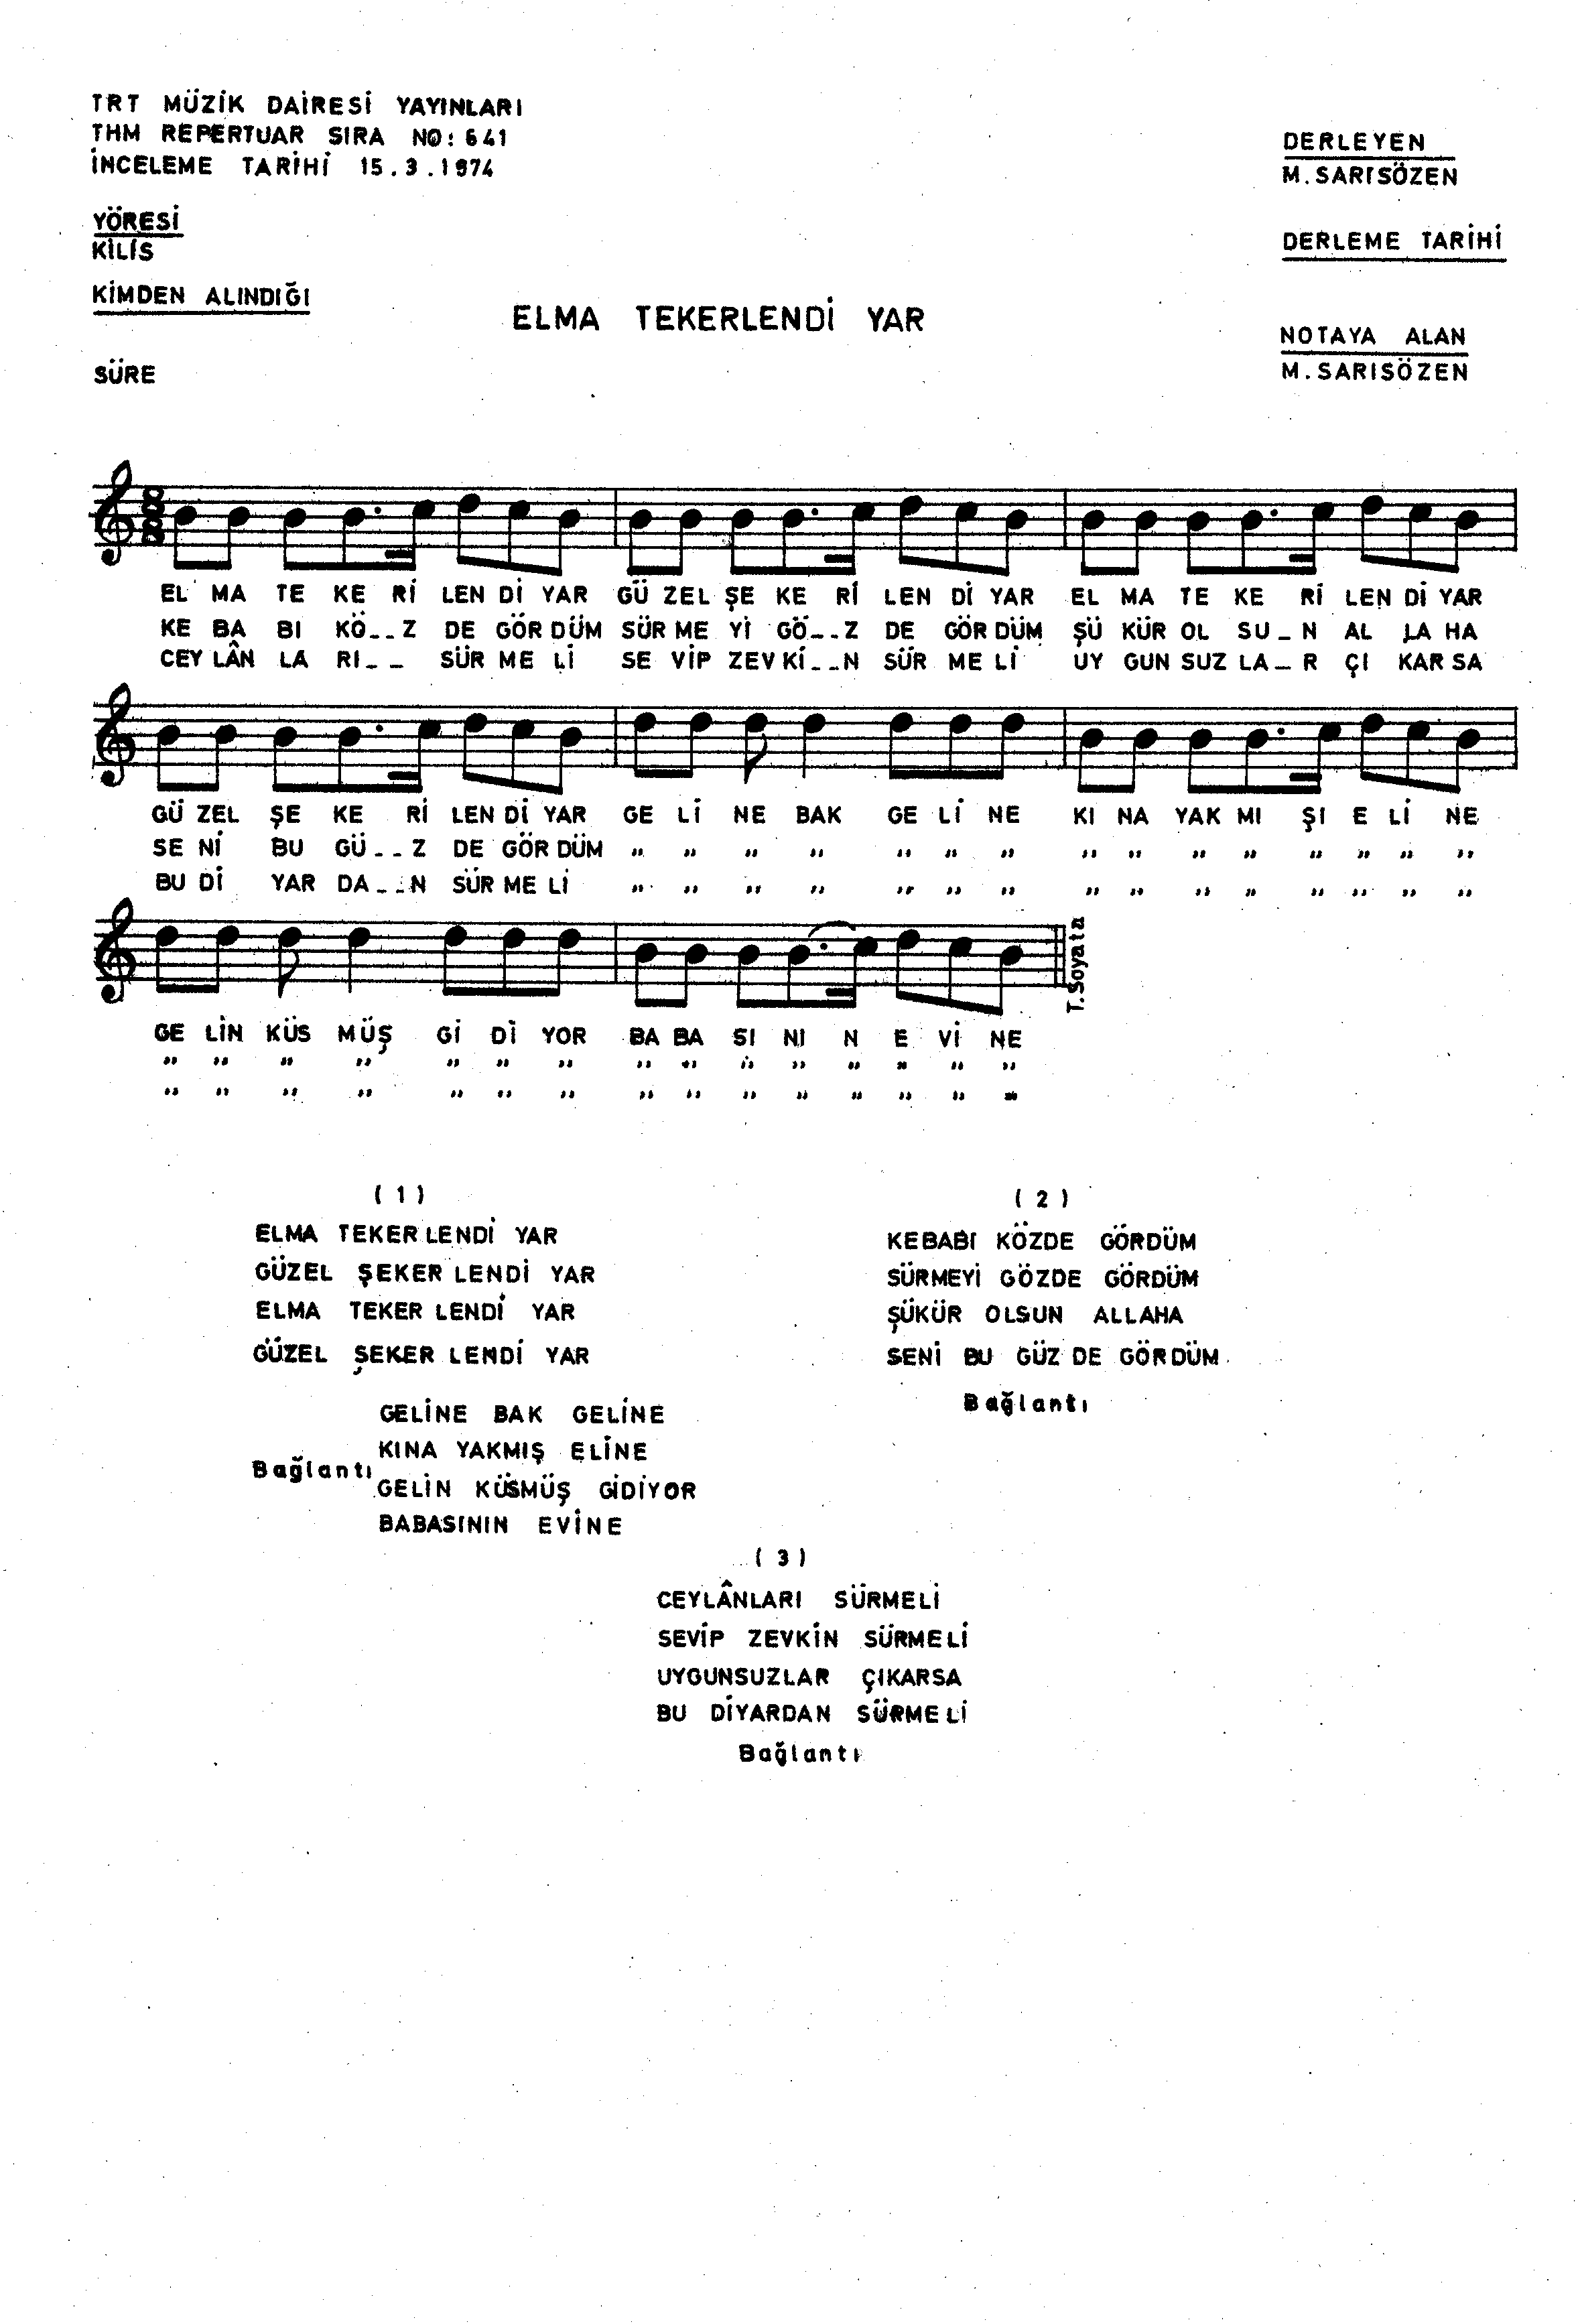 TRT MÜZİK DAİRESİ YAYINLARI
THM REPERTUAR SIRA NO: 641
İNCELEME TARİHİ 15.3.1974
DERLEYEN
M. SARISÖZEN
YÖRESİ
KİLİS
DERLEME TARİHİ
KİMDEN ALINDIĞI
ELMA TEKERLENDİ YAR
NOTAYA ALAN
M. SARISÖZEN
SÜRE
8
8
EL MA TE KE Rİ LEN Dİ YAR GÜ ZEL ŞE KE Rİ LEN Dİ YAR EL MA TE KE Rİ LEN Dİ YAR
KE BA BI KÖ_ _Z DE GÖR DÜM SÜR ME Yİ GÖ_ _Z DE GÖR DÜM ŞÜ KÜR OL SU_N AL LA HA
CEY LÂN LA RI_ _ SÜR ME Lİ SE VİP ZEV Kİ_ _N SÜR ME Lİ UY GUN SUZ LA_R ÇI KAR SA
GÜ ZEL ŞE KE Rİ LEN Dİ YAR GE Lİ NE BAK GE Lİ NE KI NA YAK MI ŞI E Lİ NE
SE Nİ BU GÜ_ _Z DE GÖR DÜM " " " " " " " " " " " " " " "
BU Dİ YAR DA_ _N SÜR ME Lİ " " " " " " " " " " " " " " "
T. Soyata
GE LİN KÜS MÜŞ Gİ Dİ YOR BA BA SI NI N E Vİ NE
" " " " " " " " " " " " " " "
" " " " " " " " " " " " " " "
( 1 )
ELMA TEKERLENDİ YAR
GÜZEL ŞEKER LENDİ YAR
ELMA TEKER LENDİ YAR
GÜZEL ŞEKER LENDİ YAR
GELİNE BAK GELİNE
KINA YAKMIŞ ELİNE
Bağlantı
GELİN KÜSMÜŞ GİDİYOR
BABASININ EVİNE
( 2 )
KEBABI KÖZDE GÖRDÜM
SÜRMEYİ GÖZDE GÖRDÜM
ŞÜKÜR OLSUN ALLAHA
SENİ BU GÜZ DE GÖRDÜM
Bağlantı
( 3 )
CEYLÂNLARI SÜRMELİ
SEVİP ZEVKİN SÜRMELİ
UYGUNSUZLAR ÇIKARSA
BU DİYARDAN SÜRMELİ
Bağlantı